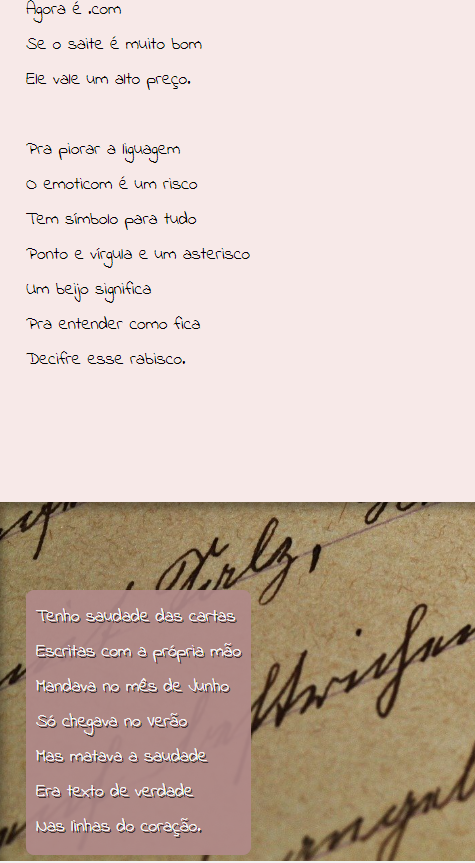 Agora é .com
Se o saite é muito bom
Ele vale um alto preço.
Pra piorar a liguagem
O emoticom é um risco
Tem símbolo para tudo
Ponto e vírgula e um asterisco
Um beijo significa
Pra entender como fica
Decifre esse rabisco.
Tenho saudade das cartas
Escritas com a própria mão
Mandava no mês de Junho
Só chegava no verão
Mas matava a saudade
Era texto de verdade
Nas linhas do coração.